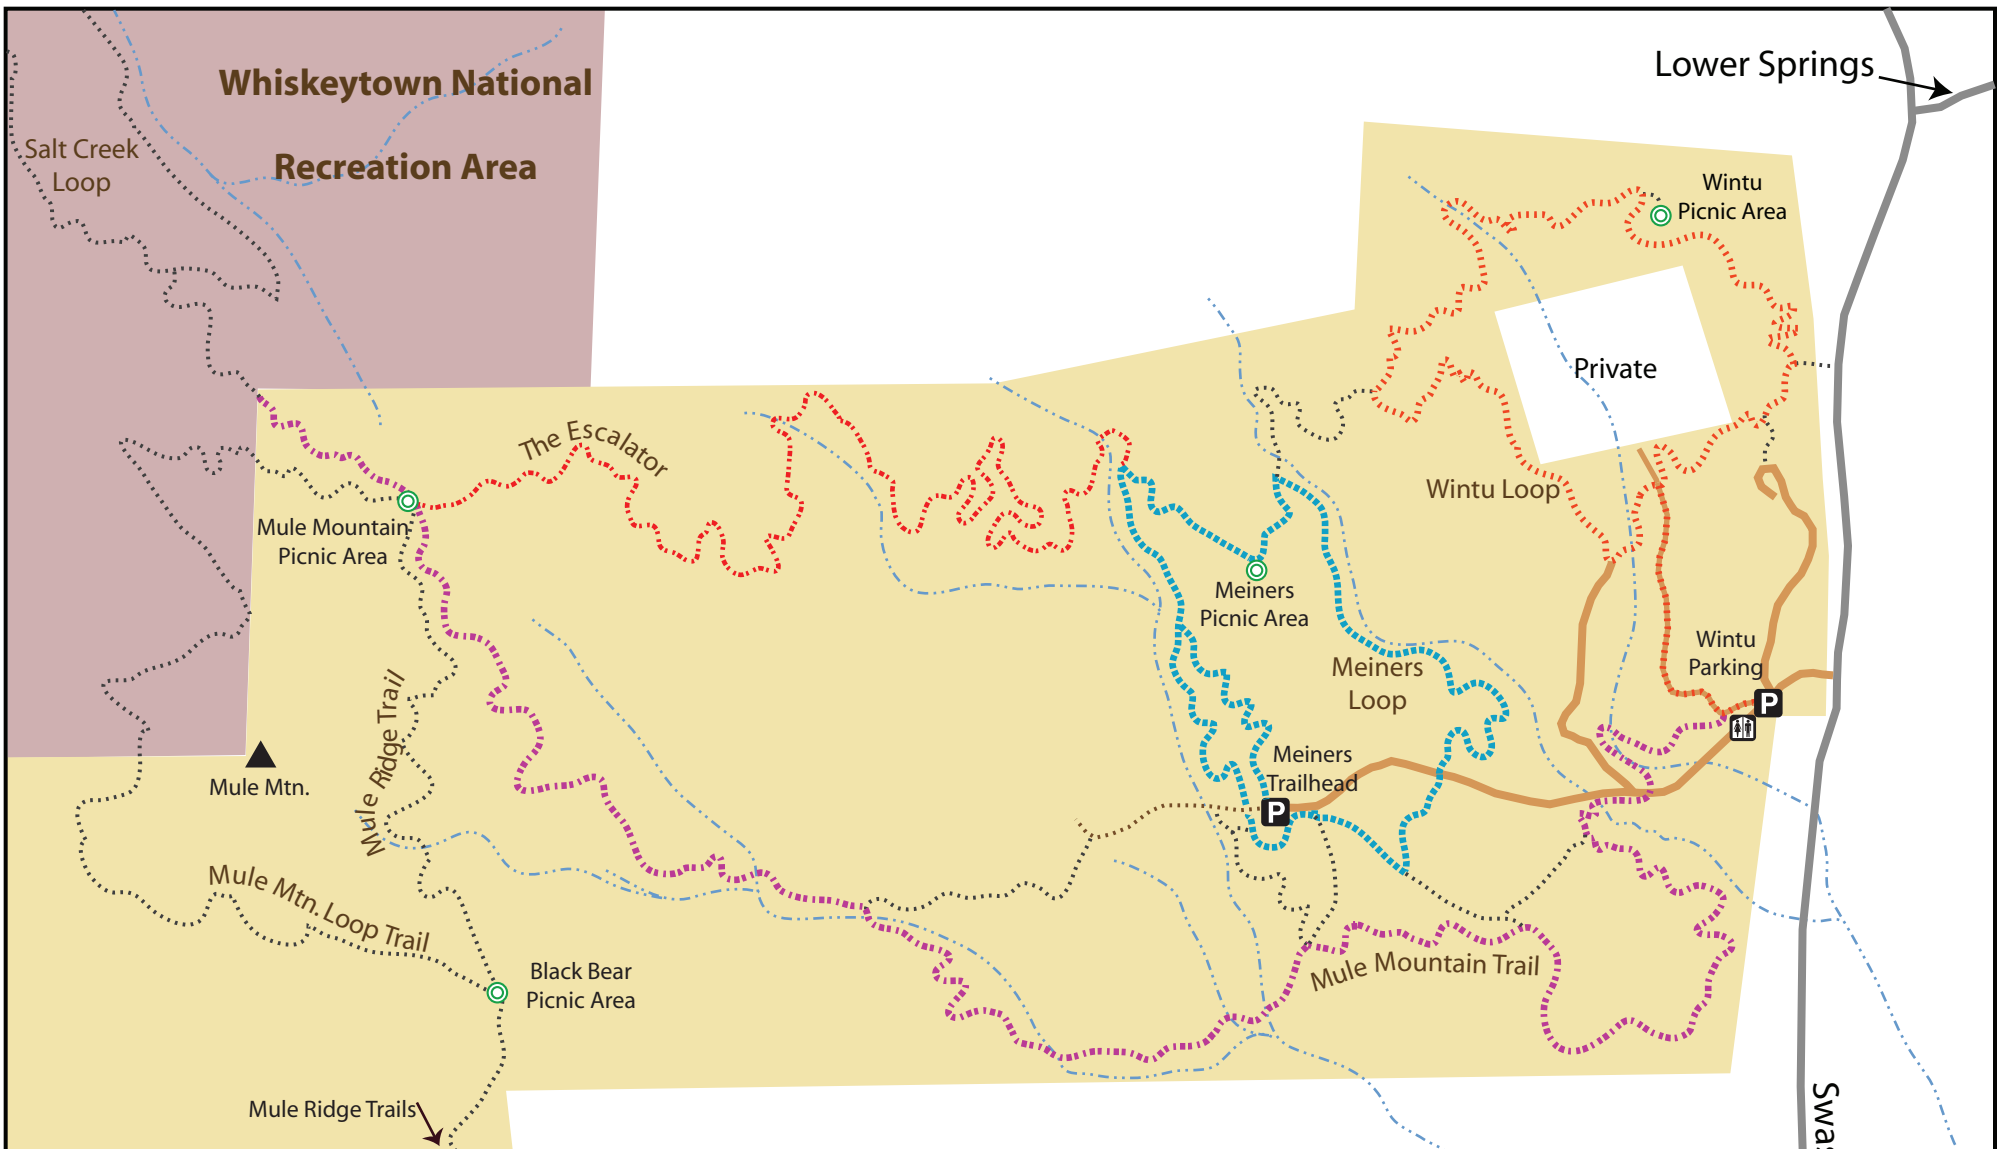 Whiskeytown National
Recreation Area
Lower Springs
Salt Creek
Loop
Wintu
Picnic Area
Private
The Escalator
Wintu Loop
Mule Mountain
Picnic Area
Meiners
Picnic Area
Wintu
Parking
Meiners
Loop
Mule Ridge Trail
Meiners
Trailhead
P
P
Mule Mtn.
Mule Mtn. Loop Trail
Mule Mountain Trail
Black Bear
Picnic Area
Mule Ridge Trails
Swas